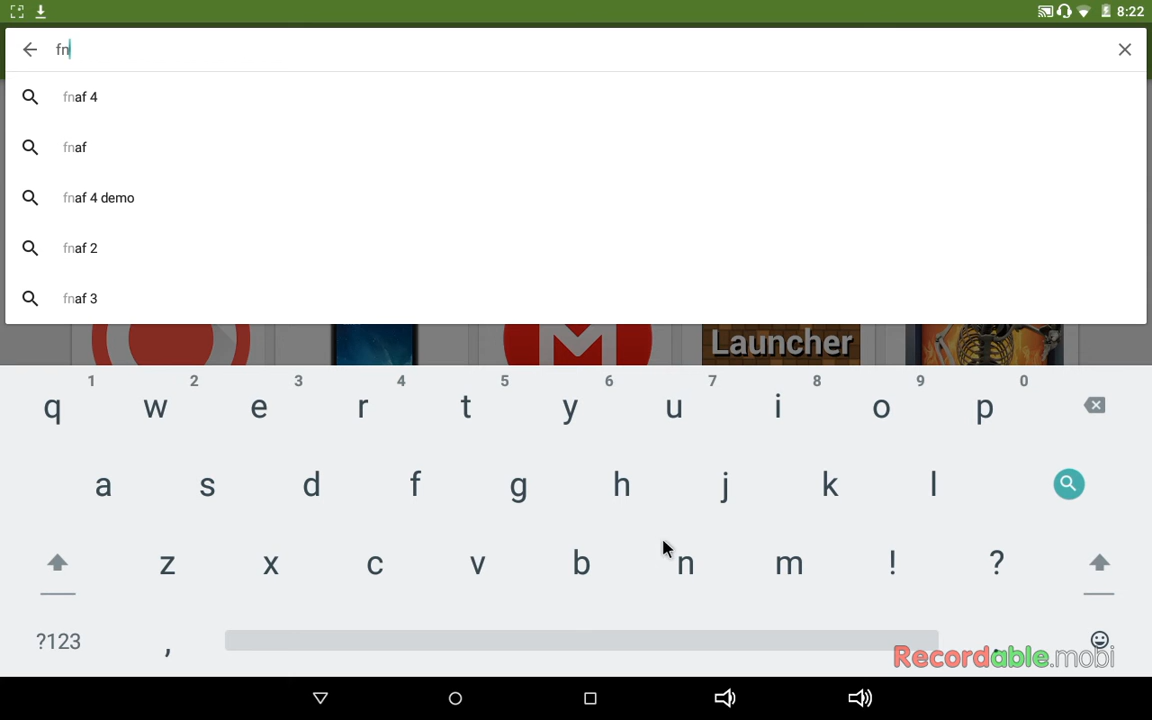 8:22
fn
fnaf 4
fnaf
fnaf 4 demo
fnaf 2
fnaf 3
Launcher
1 2 3 4 5 6 7 8 9 0
q w e r t y u i o p
a s d f g h j k l
z x c v b n m ! ?
?123 , .
Recordable.mobi